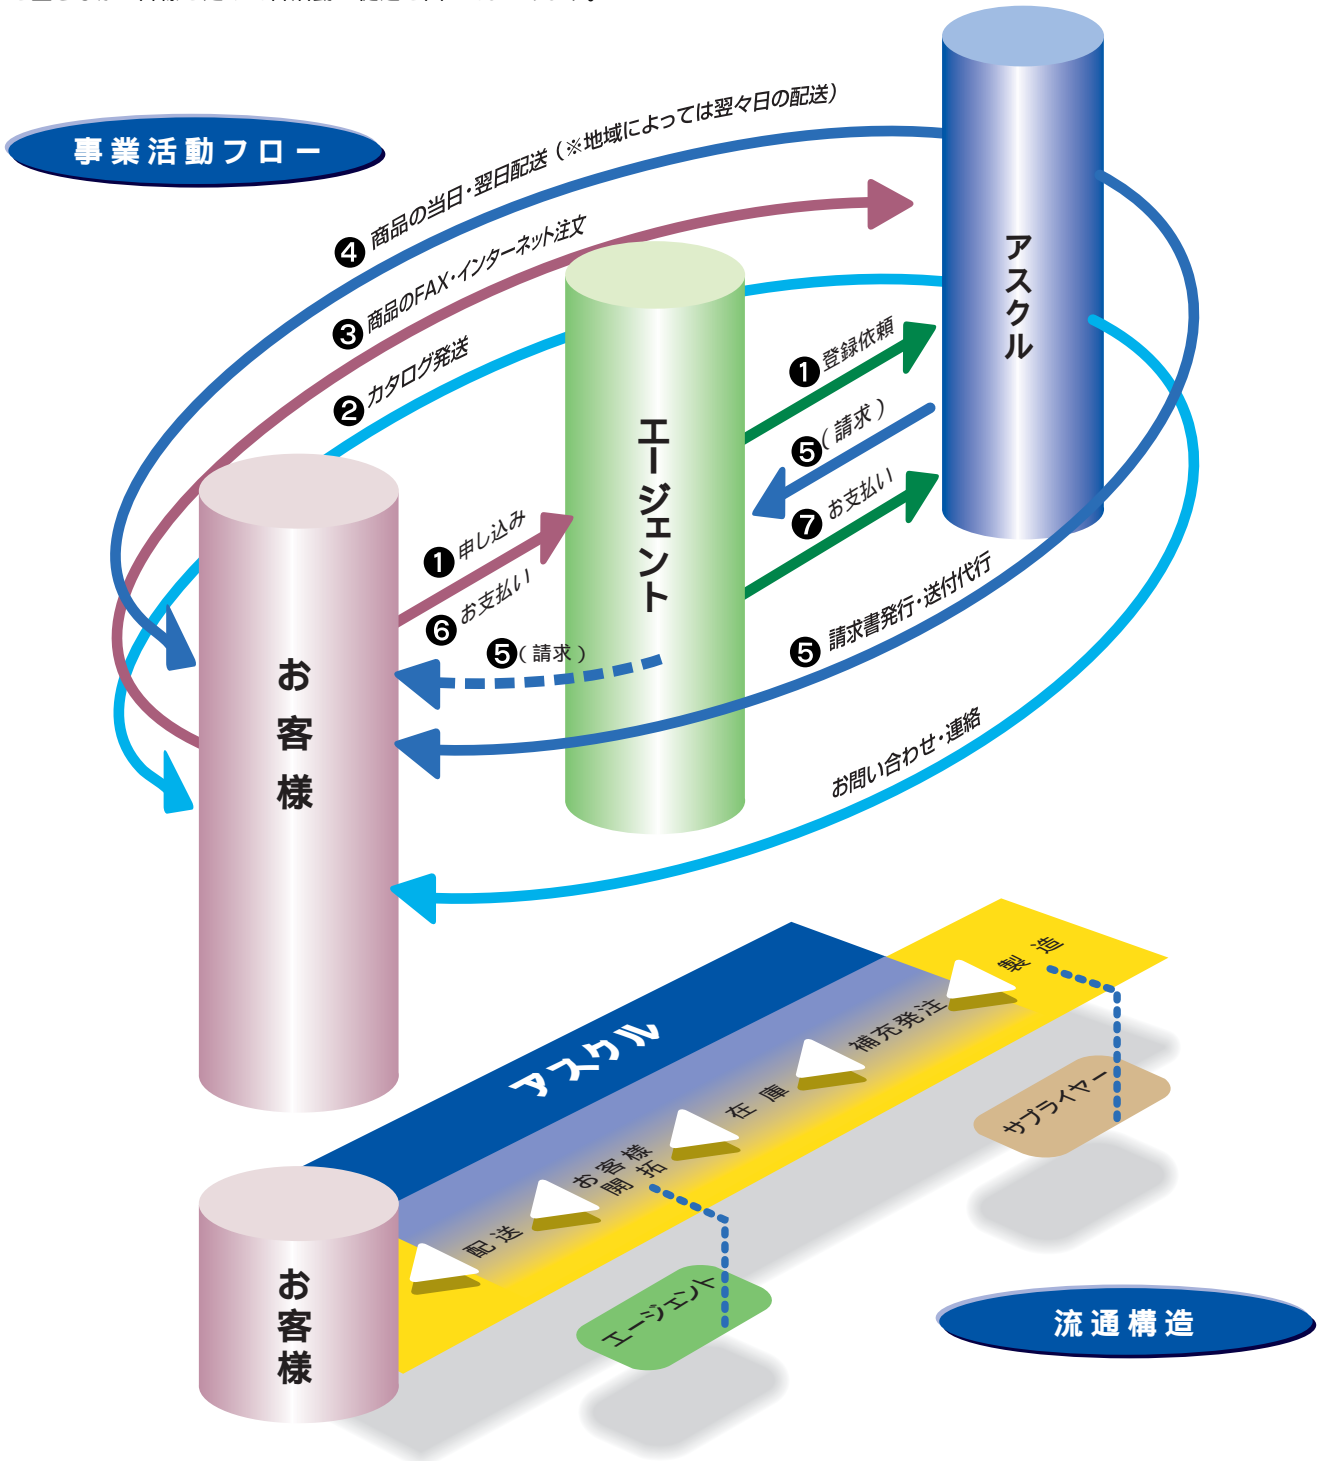 事業活動フロー
❹商品の当日・翌日配送(※地域によっては翌々日の配送)
❸商品のFAX・インターネット注文
❷カタログ発送
アスクル
エージェント
お客様
❶登録依頼
❺(請求)
❼お支払い
❶申し込み
❻お支払い
❺(請求)
❺請求書発行・送付代行
お問い合わせ・連絡
アスクル
製造
補充発注
在庫
お客様
開拓
配送
サプライヤー
エージェント
お客様
流通構造